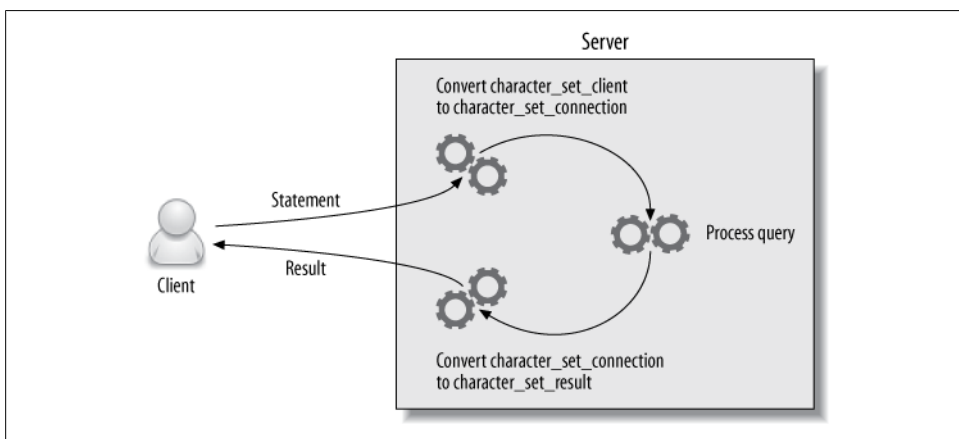 Server
Convert character_set_client
to character_set_connection
Statement
Process query
Client
Result
Convert character_set_connection
to character_set_result